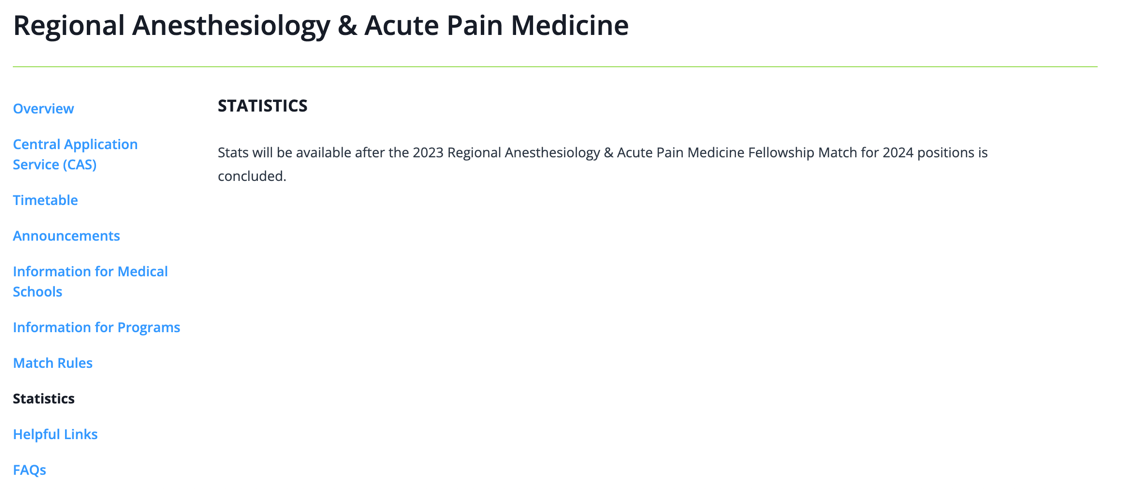 Regional Anesthesiology & Acute Pain Medicine
Overview
Central Application
Service (CAS)
Timetable
Announcements
Information for Medical
Schools
Information for Programs
Match Rules
Statistics
Helpful Links
FAQs
STATISTICS
Stats will be available after the 2023 Regional Anesthesiology & Acute Pain Medicine Fellowship Match for 2024 positions is
concluded.